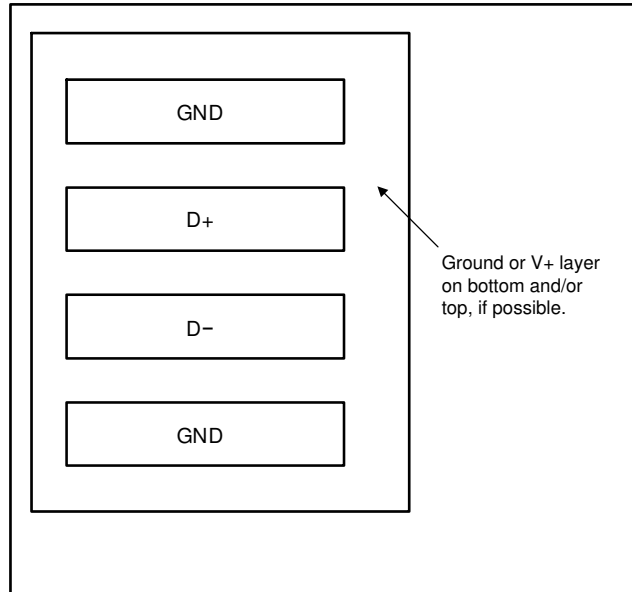 GND
D+
D−
GND
Ground or V+ layer
on bottom and/or
top, if possible.